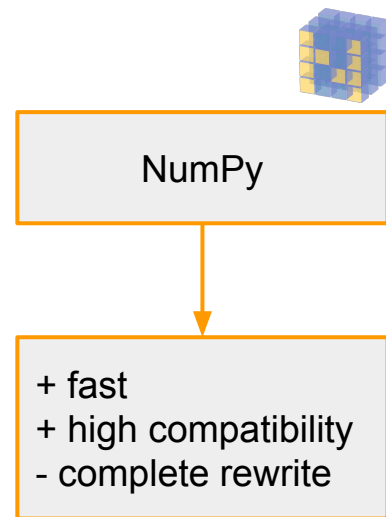 NumPy
+ fast
+ high compatibility
- complete rewrite